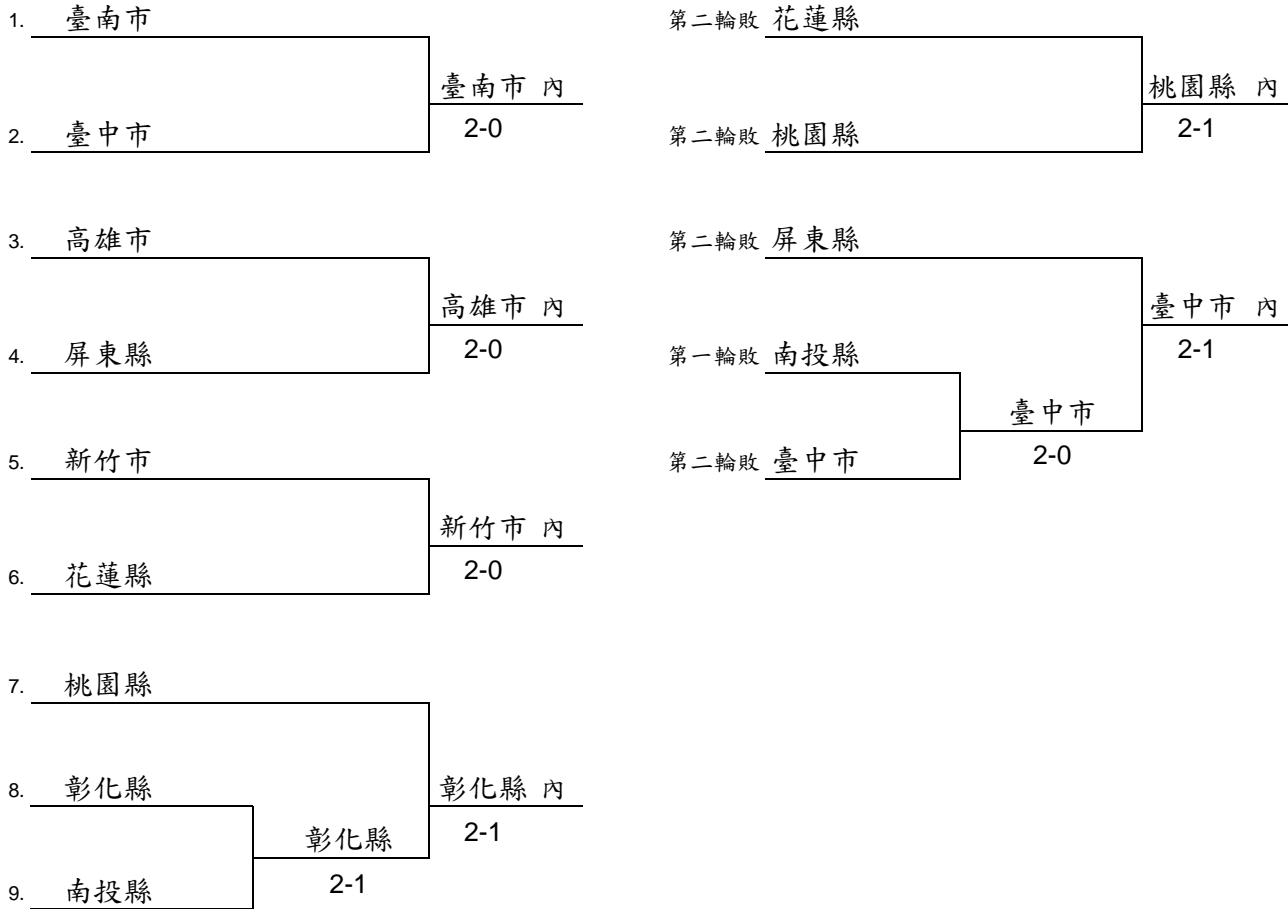 1. 臺南市
臺南市 內
2. 臺中市
2-0
3. 高雄市
高雄市 內
4. 屏東縣
2-0
5. 新竹市
新竹市 內
6. 花蓮縣
2-0
7. 桃園縣
8. 彰化縣
彰化縣 內
彰化縣
2-1
9. 南投縣
2-1
第二輪敗 花蓮縣
桃園縣 內
第二輪敗 桃園縣
2-1
第二輪敗 屏東縣
臺中市 內
第一輪敗 南投縣
2-1
臺中市
第二輪敗 臺中市
2-0